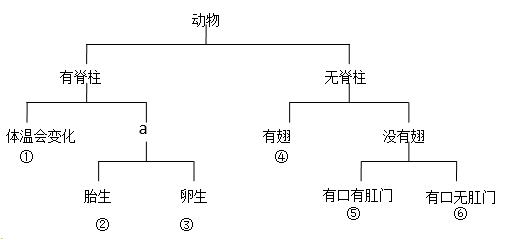 动物
有脊柱 无脊柱
体温会变化 a 有翅 没有翅
① ④
胎生 卵生 有口有肛门 有口无肛门
② ③ ⑤ ⑥